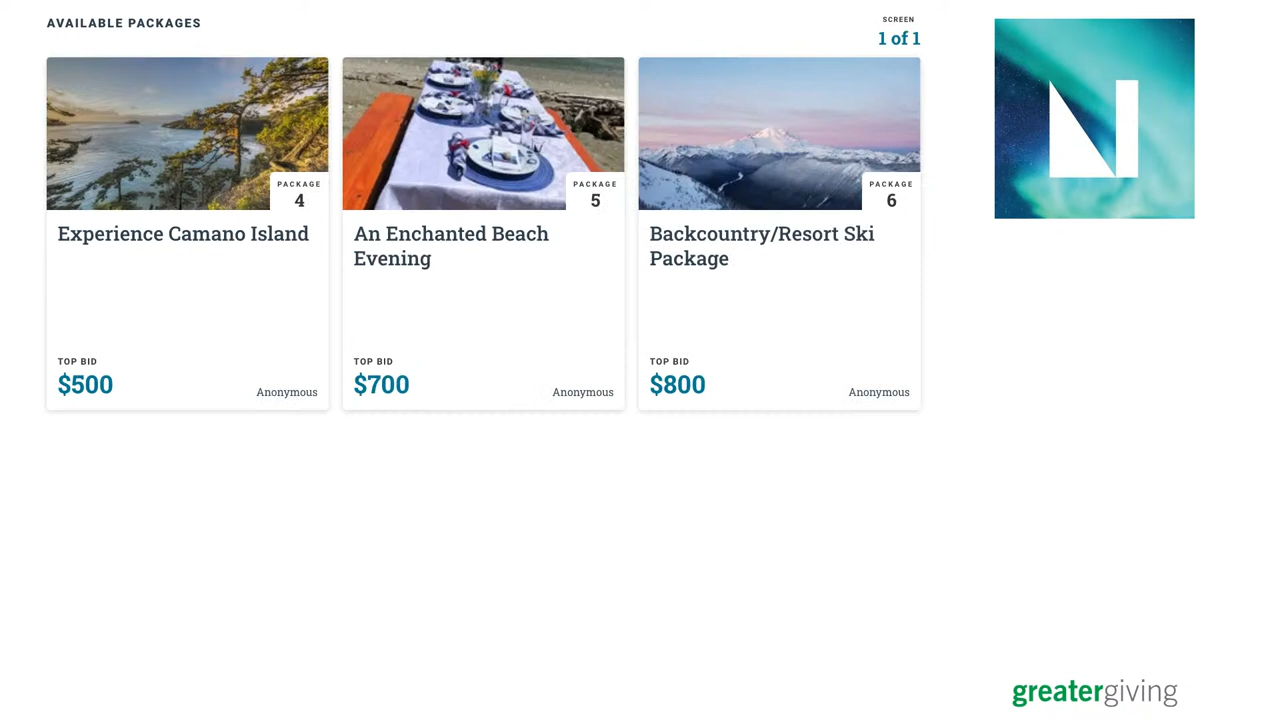 AVAILABLE PACKAGES
SCREEN
1 of 1
PACKAGE
4
Experience Camano Island
TOP BID
$500
Anonymous
PACKAGE
5
An Enchanted Beach
Evening
TOP BID
$700
Anonymous
PACKAGE
6
Backcountry/Resort Ski
Package
TOP BID
$800
Anonymous
N
greatergiving